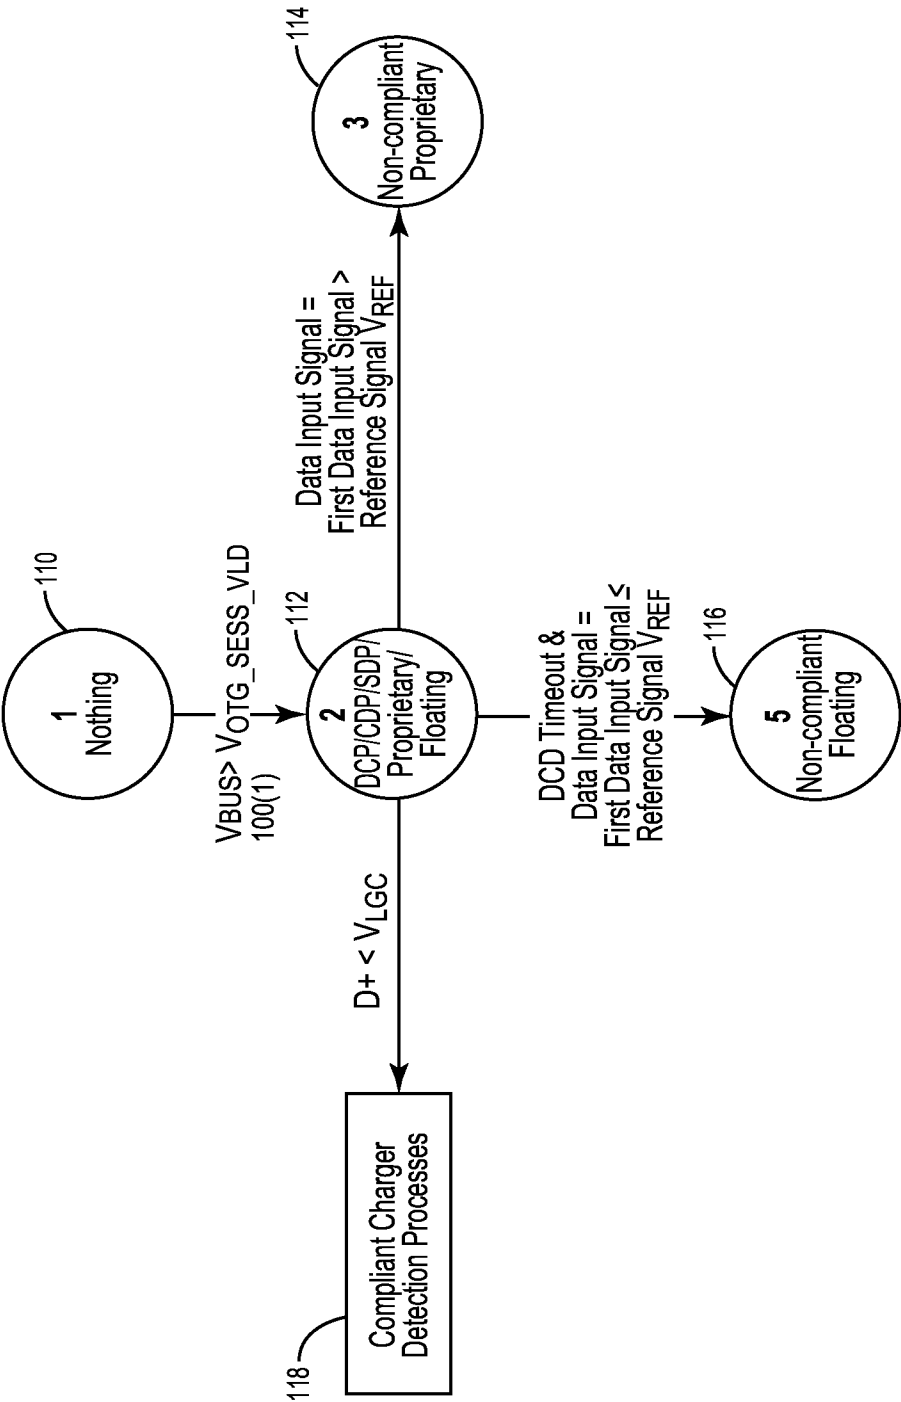 110
1
Nothing
VBUS> VOTG_SESS_VLD
100(1)
118
Compliant Charger
Detection Processes
D+ < VLGC
112
2
DCP/CDP/SDP/
Proprietary/
Floating
Data Input Signal =
First Data Input Signal >
Reference Signal VREF
114
3
Non-compliant
Proprietary
DCD Timeout &
Data Input Signal =
First Data Input Signal ≤
Reference Signal VREF
116
5
Non-compliant
Floating